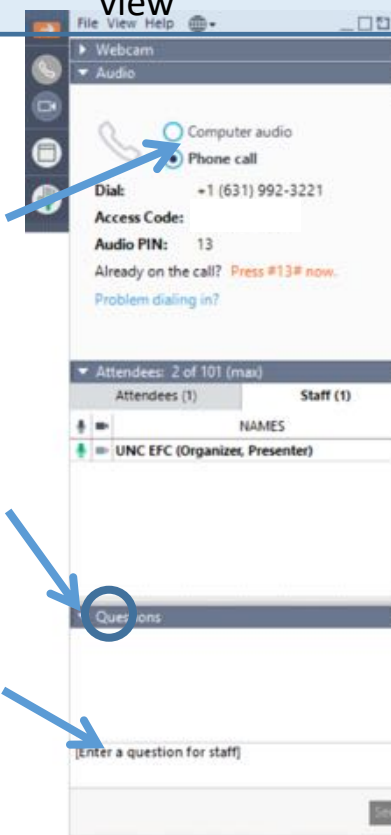 view
File View Help
Webcam
Audio
Computer audio
Phone call
Dial: +1 (631) 992-3221
Access Code:
Audio PIN: 13
Already on the call? Press #13# now.
Problem dialing in?
Attendees: 2 of 101 (max)
Attendees (1) Staff (1)
NAMES
UNC EFC (Organizer, Presenter)
Questions
[Enter a question for staff]